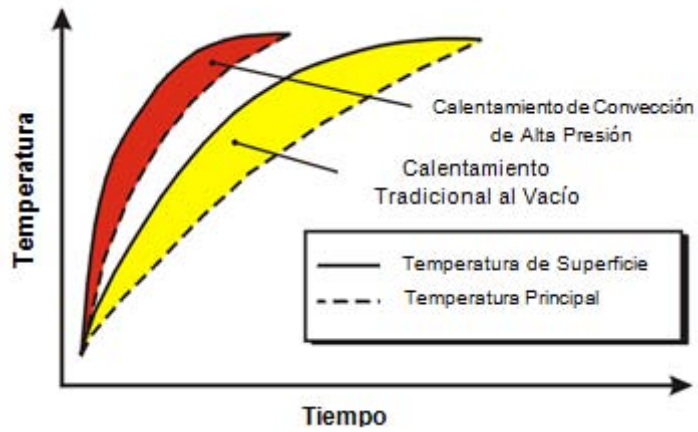 Temperatura
Calentamiento de Convección
de Alta Presión
Calentamiento
Tradicional al Vacío
Temperatura de Superficie
Temperatura Principal
Tiempo